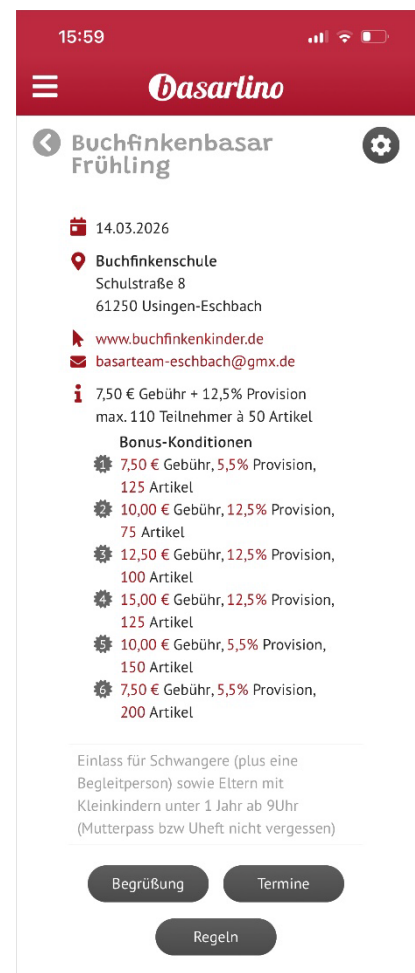 15:59
basarlino
Buchfinkenbasar
Frühling
14.03.2026
Buchfinkenschule
Schulstraße 8
61250 Usingen-Eschbach
www.buchfinkenkinder.de
basarteam-eschbach@gmx.de
7,50 € Gebühr + 12,5% Provision
max. 110 Teilnehmer à 50 Artikel
Bonus-Konditionen
1 7,50 € Gebühr, 5,5% Provision,
125 Artikel
2 10,00 € Gebühr, 12,5% Provision,
75 Artikel
3 12,50 € Gebühr, 12,5% Provision,
100 Artikel
4 15,00 € Gebühr, 12,5% Provision,
125 Artikel
5 10,00 € Gebühr, 5,5% Provision,
150 Artikel
6 7,50 € Gebühr, 5,5% Provision,
200 Artikel
Einlass für Schwangere (plus eine
Begleitperson) sowie Eltern mit
Kleinkindern unter 1 Jahr ab 9Uhr
(Mutterpass bzw Uheft nicht vergessen)
Begrüßung
Termine
Regeln